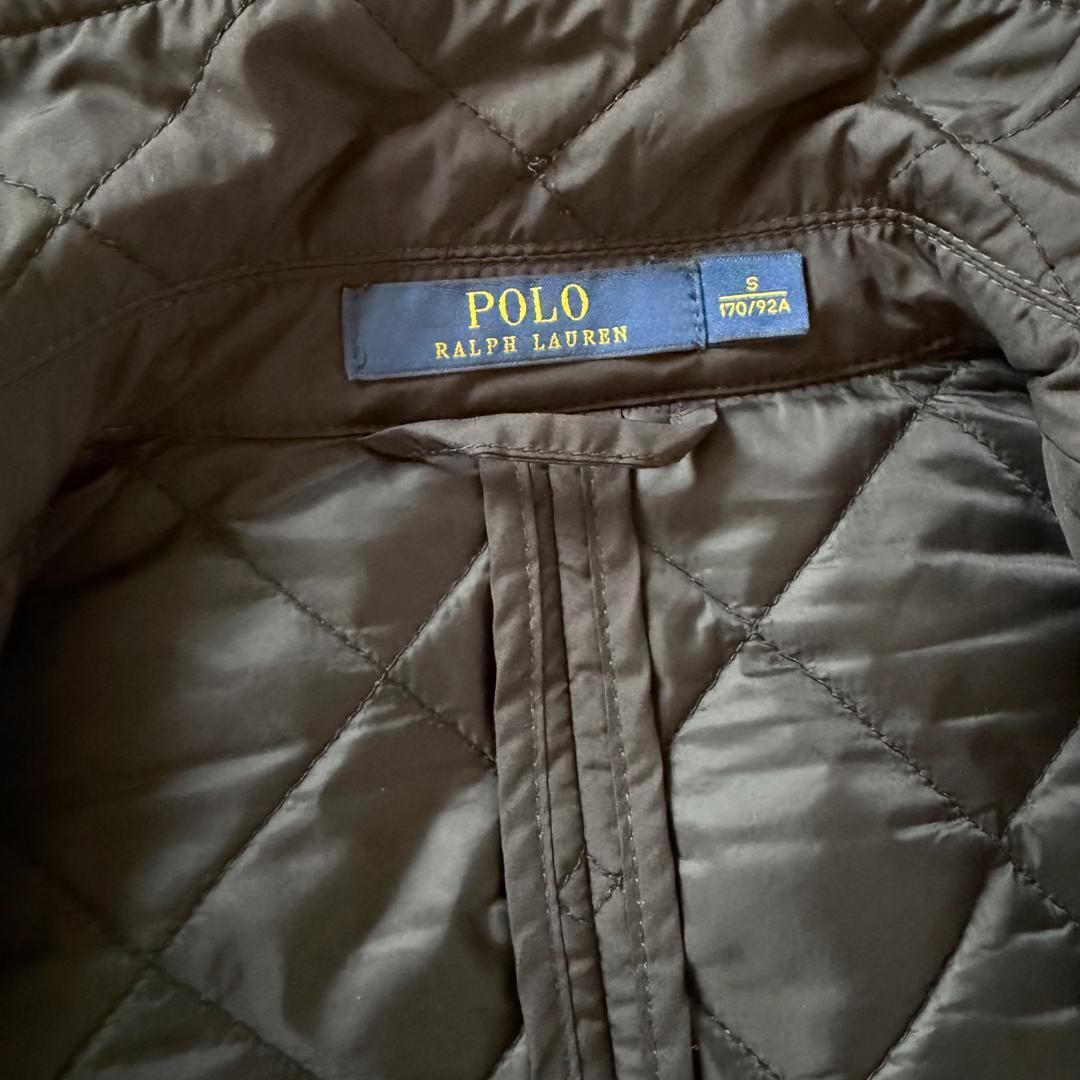 POLO
RALPH LAUREN
S
170/92A